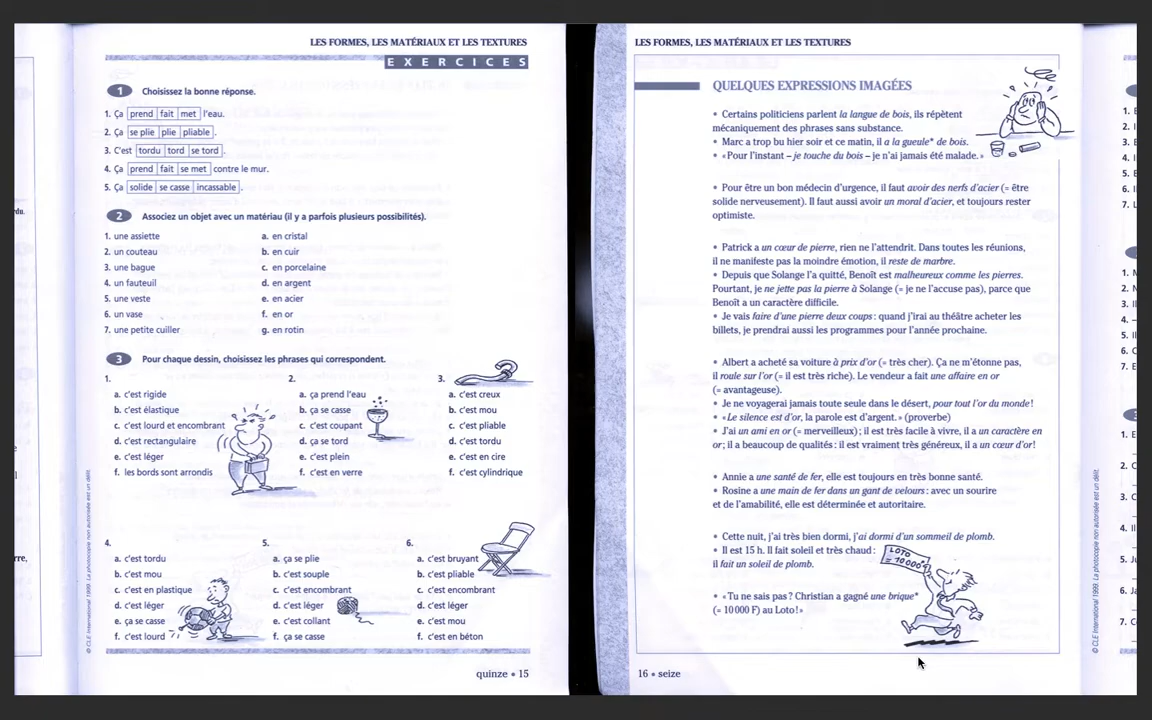 LES FORMES, LES MATÉRIAUX ET LES TEXTURES
EXERCICES
1 Choisissez la bonne réponse.
1. Ça prend fait met l'eau.
2. Ça se plie plie pliable .
3. C'est tordu tord se tord .
4. Ça prend fait se met contre le mur.
5. Ça solide se casse incassable .
2 Associez un objet avec un matériau (il y a parfois plusieurs possibilités).
1. une assiette a. en cristal
2. un couteau b. en cuir
3. une bague c. en porcelaine
4. un fauteuil d. en argent
5. une veste e. en acier
6. un vase f. en or
7. une petite cuiller g. en rotin
3 Pour chaque dessin, choisissez les phrases qui correspondent.
1.
a. c'est rigide
b. c'est élastique
c. c'est lourd et encombrant
d. c'est rectangulaire
e. c'est léger
f. les bords sont arrondis
2.
a. ça prend l'eau
b. ça se casse
c. c'est coupant
d. ça se tord
e. c'est plein
f. c'est en verre
3.
a. c'est creux
b. c'est mou
c. c'est pliable
d. c'est tordu
e. c'est en cire
f. c'est cylindrique
4.
a. c'est tordu
b. c'est mou
c. c'est en plastique
d. c'est léger
e. ça se casse
f. c'est lourd
5.
a. ça se plie
b. c'est souple
c. c'est encombrant
d. c'est léger
e. c'est collant
f. ça se casse
6.
a. c'est bruyant
b. c'est pliable
c. c'est encombrant
d. c'est léger
e. c'est mou
f. c'est en béton
© CLE International 1999. La photocopie non autorisée est un délit.
quinze • 15
LES FORMES, LES MATÉRIAUX ET LES TEXTURES
QUELQUES EXPRESSIONS IMAGÉES
• Certains politiciens parlent la langue de bois, ils répètent
mécaniquement des phrases sans substance.
• Marc a trop bu hier soir et ce matin, il a la gueule* de bois.
• « Pour l'instant – je touche du bois – je n'ai jamais été malade. »
• Pour être un bon médecin d'urgence, il faut avoir des nerfs d'acier (= être
solide nerveusement). Il faut aussi avoir un moral d'acier, et toujours rester
optimiste.
• Patrick a un cœur de pierre, rien ne l'attendrit. Dans toutes les réunions,
il ne manifeste pas la moindre émotion, il reste de marbre.
• Depuis que Solange l'a quitté, Benoît est malheureux comme les pierres.
Pourtant, je ne jette pas la pierre à Solange (= je ne l'accuse pas), parce que
Benoît a un caractère difficile.
• Je vais faire d'une pierre deux coups : quand j'irai au théâtre acheter les
billets, je prendrai aussi les programmes pour l'année prochaine.
• Albert a acheté sa voiture à prix d'or (= très cher). Ça ne m'étonne pas,
il roule sur l'or (= il est très riche). Le vendeur a fait une affaire en or
(= avantageuse).
• Je ne voyagerai jamais toute seule dans le désert, pour tout l'or du monde !
• « Le silence est d'or, la parole est d'argent. » (proverbe)
• J'ai un ami en or (= merveilleux) ; il est très facile à vivre, il a un caractère en
or ; il a beaucoup de qualités : il est vraiment très généreux, il a un cœur d'or !
• Annie a une santé de fer, elle est toujours en très bonne santé.
• Rosine a une main de fer dans un gant de velours : avec un sourire
et de l'amabilité, elle est déterminée et autoritaire.
• Cette nuit, j'ai très bien dormi, j'ai dormi d'un sommeil de plomb.
• Il est 15 h. Il fait soleil et très chaud :
il fait un soleil de plomb.
LOTO
= 10000 F
• « Tu ne sais pas ? Christian a gagné une brique*
(= 10 000 F) au Loto ! »
16 • seize
© CLE International 1999. La photocopie non autorisée est un délit.